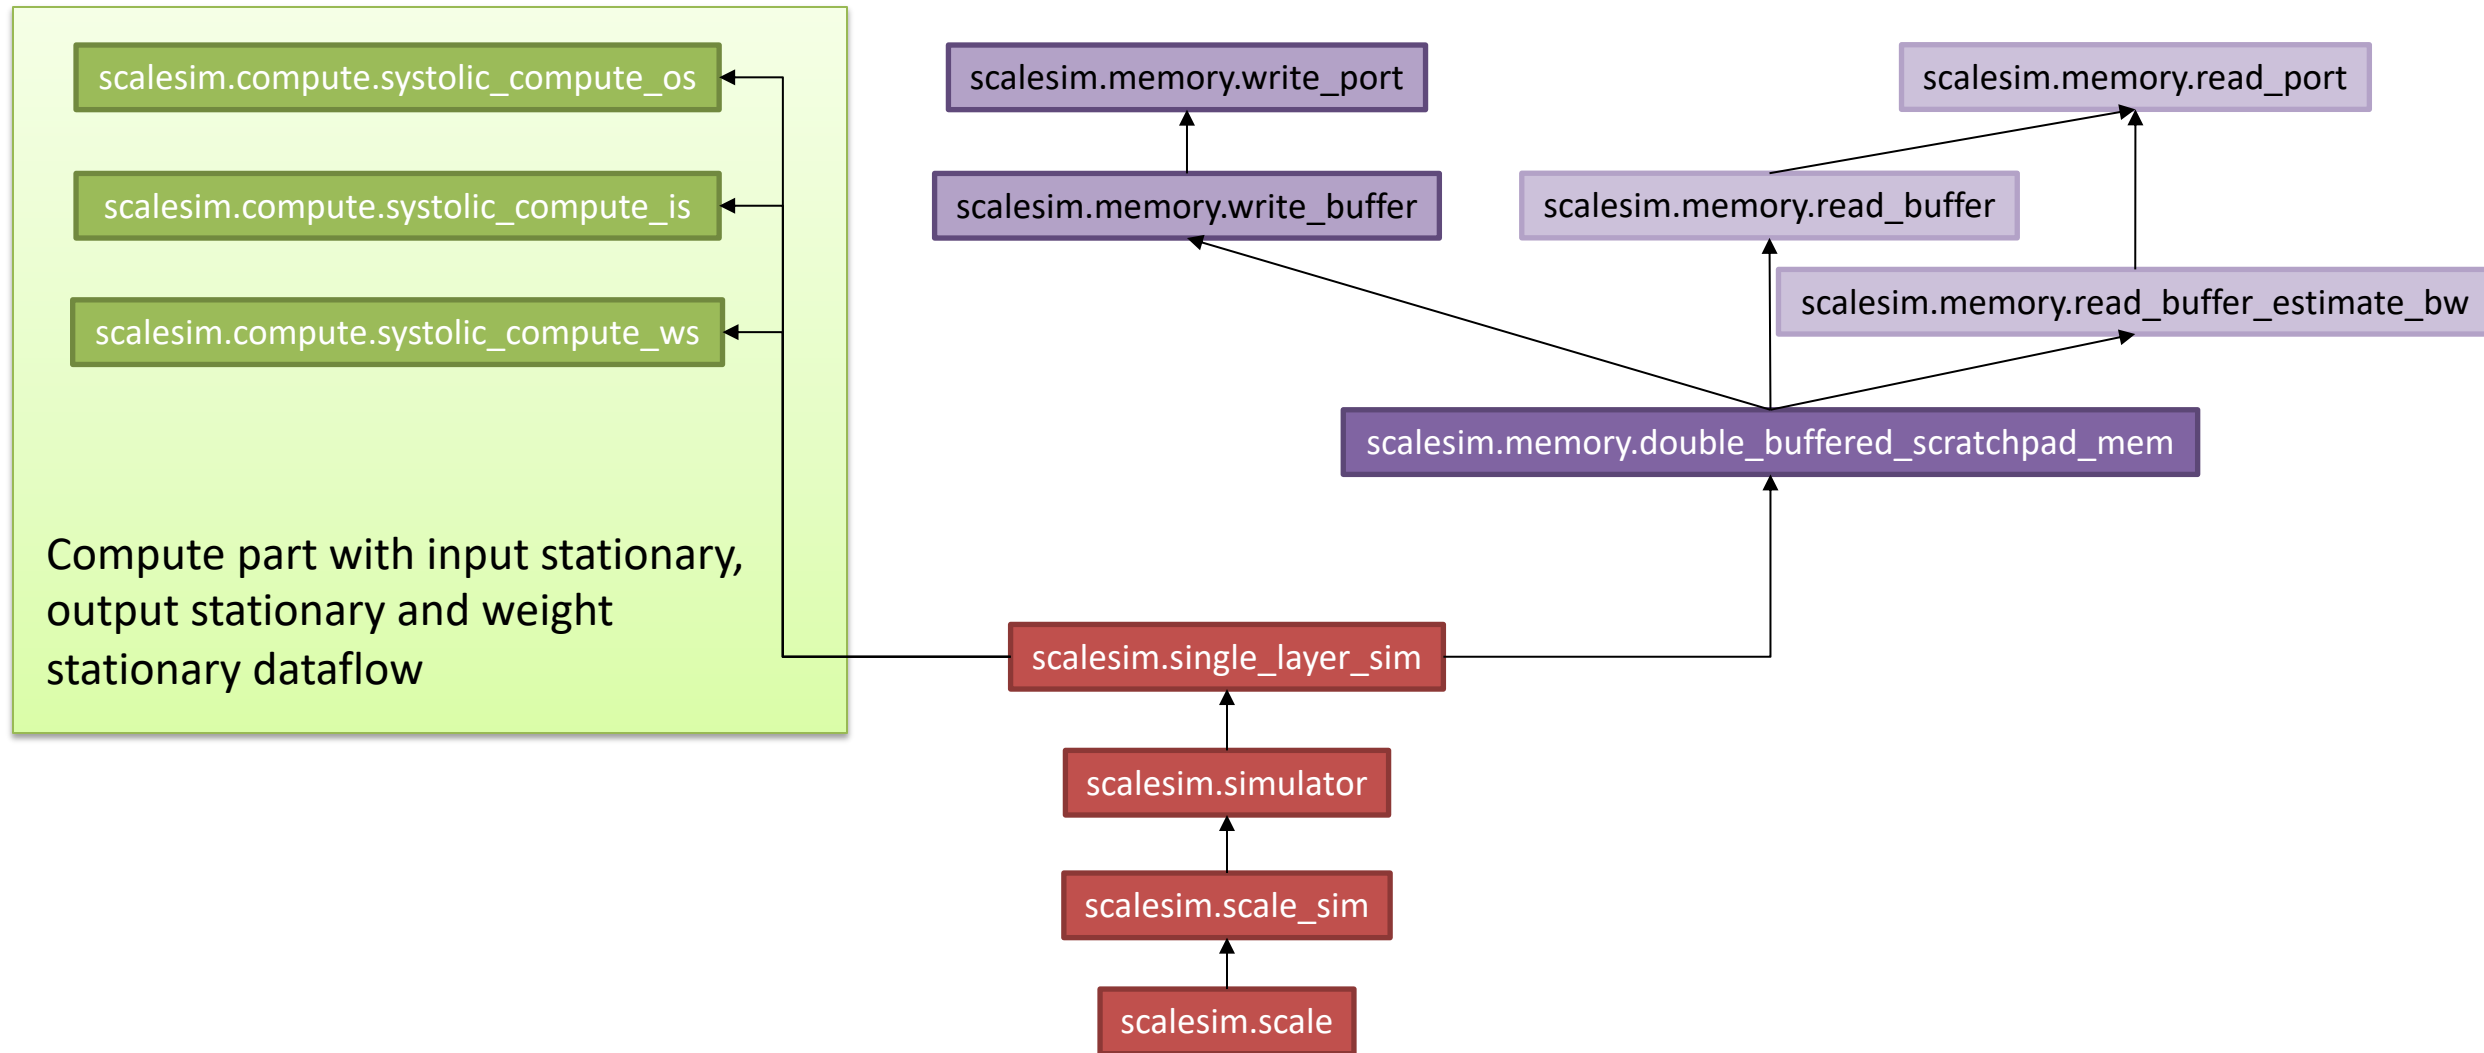 scalesim.compute.systolic_compute_os
scalesim.memory.write_port
scalesim.memory.read_port
scalesim.compute.systolic_compute_is
scalesim.memory.write_buffer
scalesim.memory.read_buffer
scalesim.memory.read_buffer_estimate_bw
scalesim.compute.systolic_compute_ws
scalesim.memory.double_buffered_scratchpad_mem
Compute part with input stationary,
output stationary and weight
stationary dataflow
scalesim.single_layer_sim
scalesim.simulator
scalesim.scale_sim
scalesim.scale